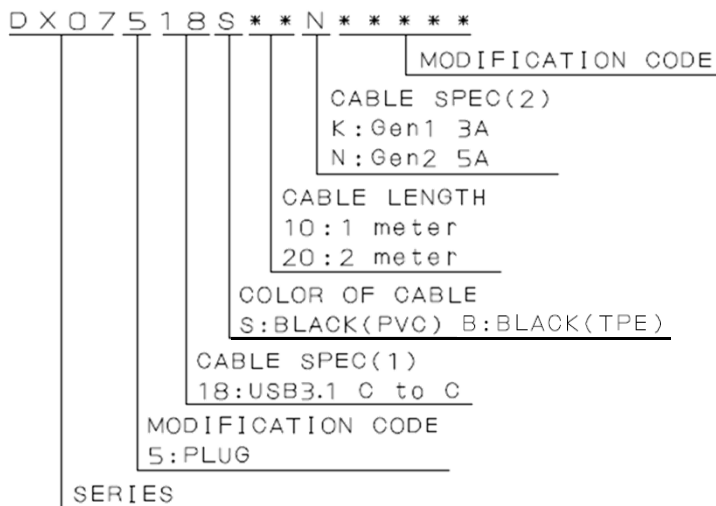 DX07518S**N*****
MODIFICATION CODE
CABLE SPEC(2)
K:Gen1 3A
N:Gen2 5A
CABLE LENGTH
10:1 meter
20:2 meter
COLOR OF CABLE
S:BLACK(PVC) B:BLACK(TPE)
CABLE SPEC(1)
18:USB3.1 C to C
MODIFICATION CODE
5:PLUG
SERIES